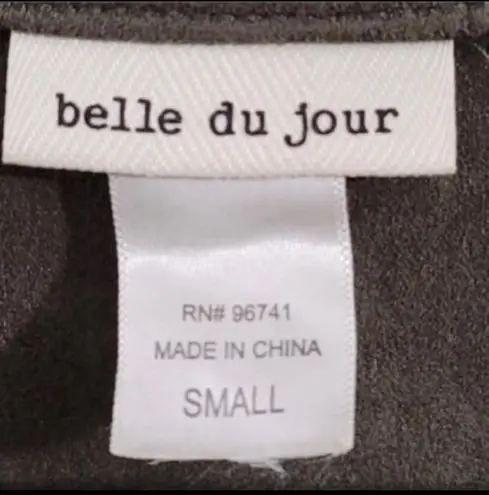 belle du jour
RN# 96741
MADE IN CHINA
SMALL